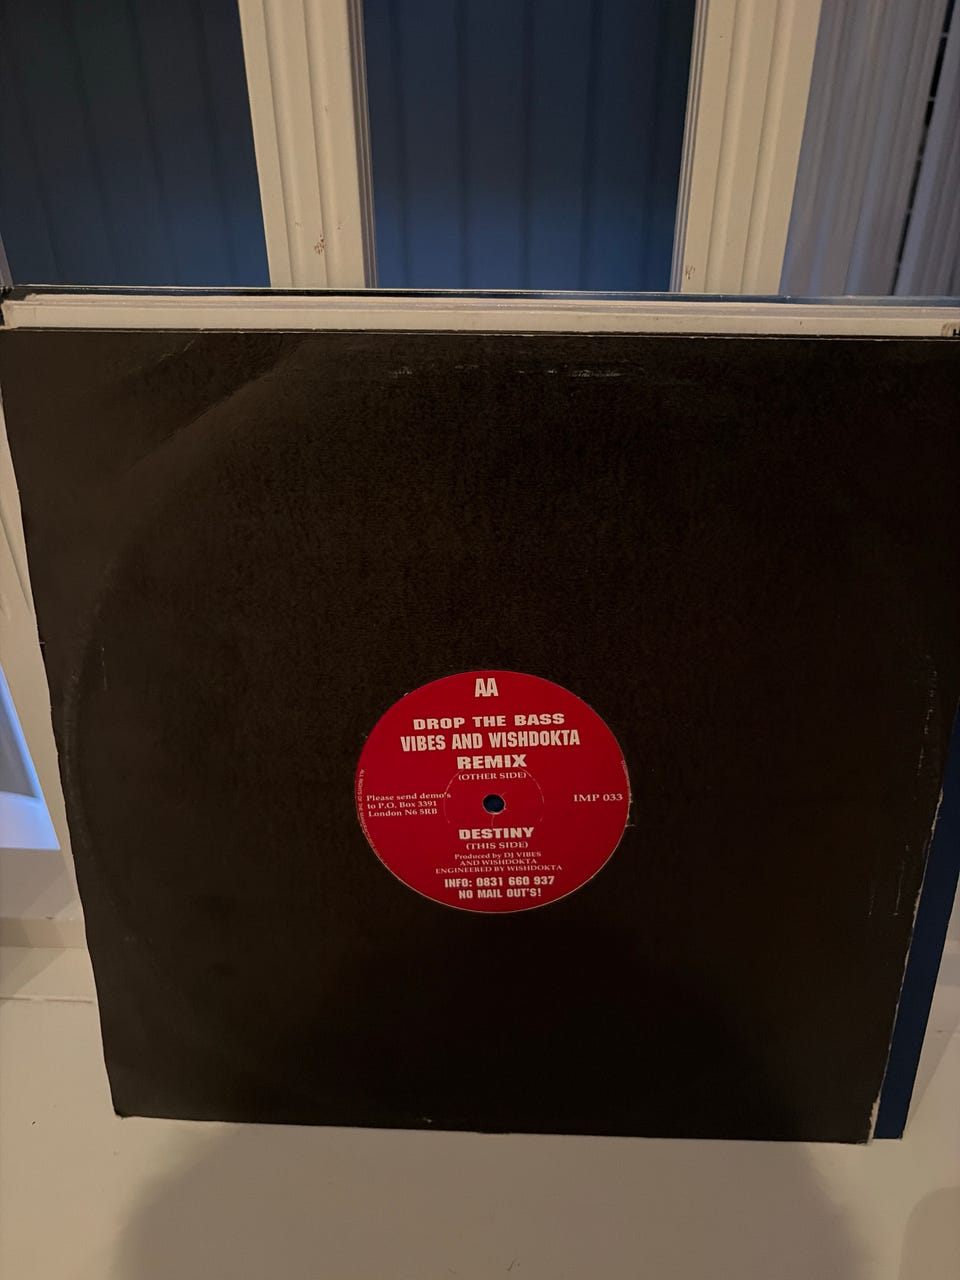 AA
DROP THE BASS
VIBES AND WISHDOKTA
REMIX
(OTHER SIDE)
Please send demo's
to P.O. Box 3391
London N6 5RB
IMP 033
DESTINY
(THIS SIDE)
Produced by DJ VIBES
AND WISHDOKTA
ENGINEERED BY WISHDOKTA
INFO: 0831 660 937
NO MAIL OUT'S!